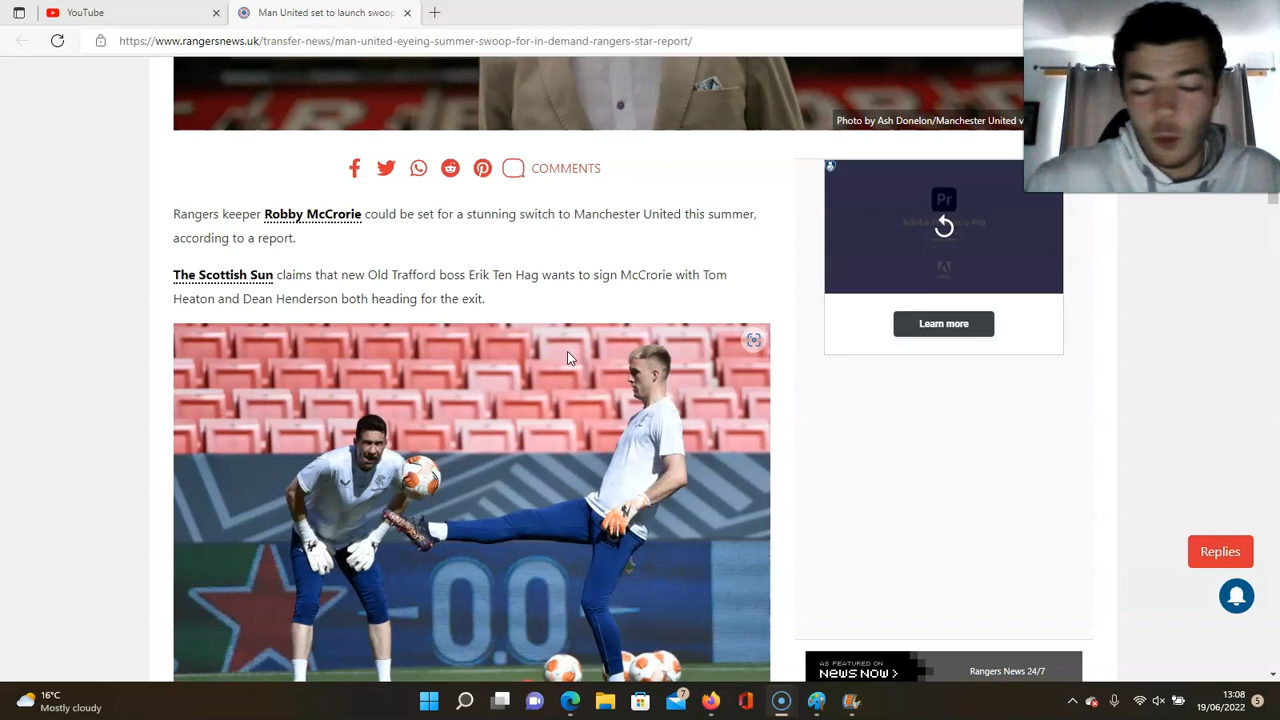 YouTube
Man United set to launch swoop
https://www.rangersnews.uk/transfer-news/man-united-eyeing-summer-swoop-for-in-demand-rangers-star-report/
Photo by Ash Donelon/Manchester United v
COMMENTS
Rangers keeper Robby McCrorie could be set for a stunning switch to Manchester United this summer,
according to a report.
The Scottish Sun claims that new Old Trafford boss Erik Ten Hag wants to sign McCrorie with Tom
Heaton and Dean Henderson both heading for the exit.
Pr
Learn more
0.0
Replies
AS FEATURED ON
NEWS NOW>
Rangers News 24/7
16°C
Mostly cloudy
7
13:08
19/06/2022
5